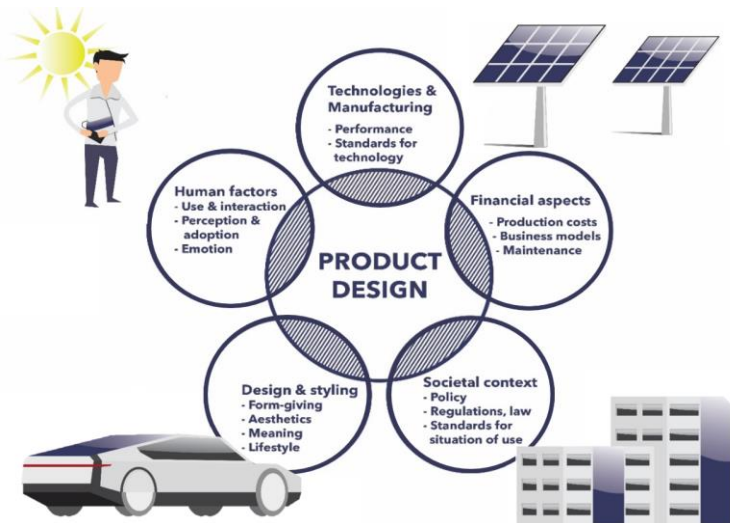 Technologies &
Manufacturing
- Performance
- Standards for
technology
Human factors
- Use & interaction
- Perception &
adoption
- Emotion
Financial aspects
- Production costs
- Business models
- Maintenance
PRODUCT
DESIGN
Design & styling
- Form-giving
- Aesthetics
- Meaning
- Lifestyle
Societal context
- Policy
- Regulations, law
- Standards for
situation of use